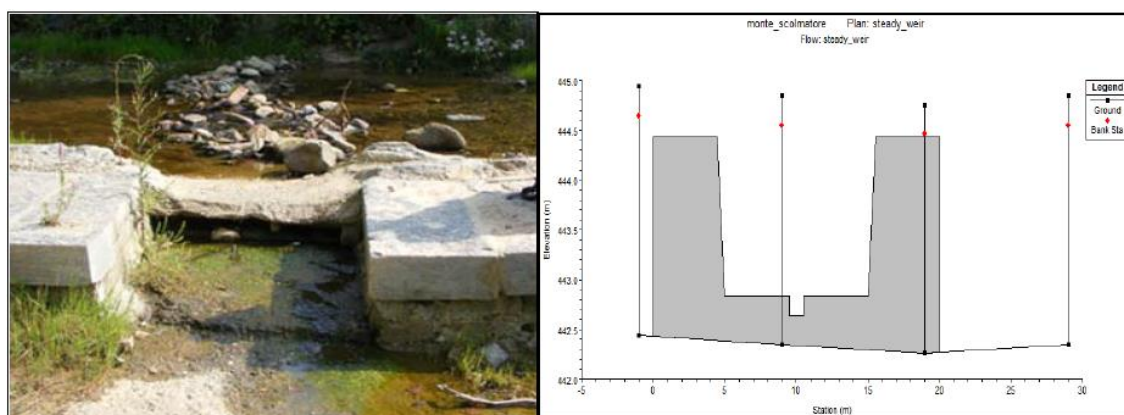 monte_scolmatore Plan: steady_weir
Flow: steady_weir
445.0
444.5
444.0
443.5
443.0
442.5
442.0
Elevation (m)
-5 0 5 10 15 20 25 30
Station (m)
Legend
Ground
Bank Sta